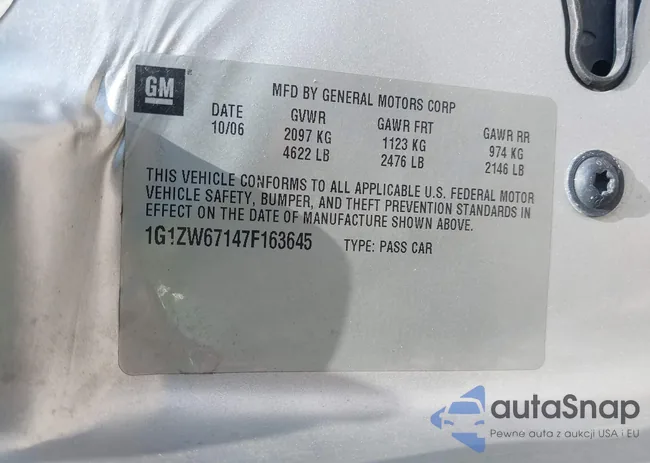 GM
MFD BY GENERAL MOTORS CORP
DATE GVWR GAWR FRT GAWR RR
10/06 2097 KG 1123 KG 974 KG
4622 LB 2476 LB 2146 LB
THIS VEHICLE CONFORMS TO ALL APPLICABLE U.S. FEDERAL MOTOR
VEHICLE SAFETY, BUMPER, AND THEFT PREVENTION STANDARDS IN
EFFECT ON THE DATE OF MANUFACTURE SHOWN ABOVE.
1G1ZW67147F163645 TYPE: PASS CAR
autaSnap
Pewne auta z aukcji USA i EU